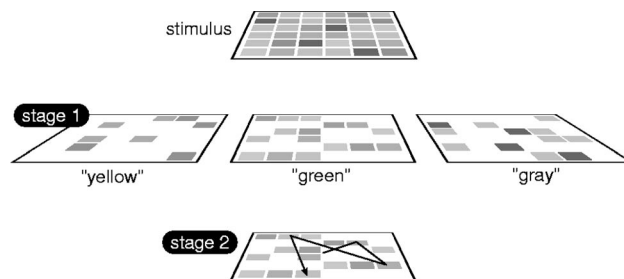 stimulus
stage 1
"yellow"
"green"
"gray"
stage 2